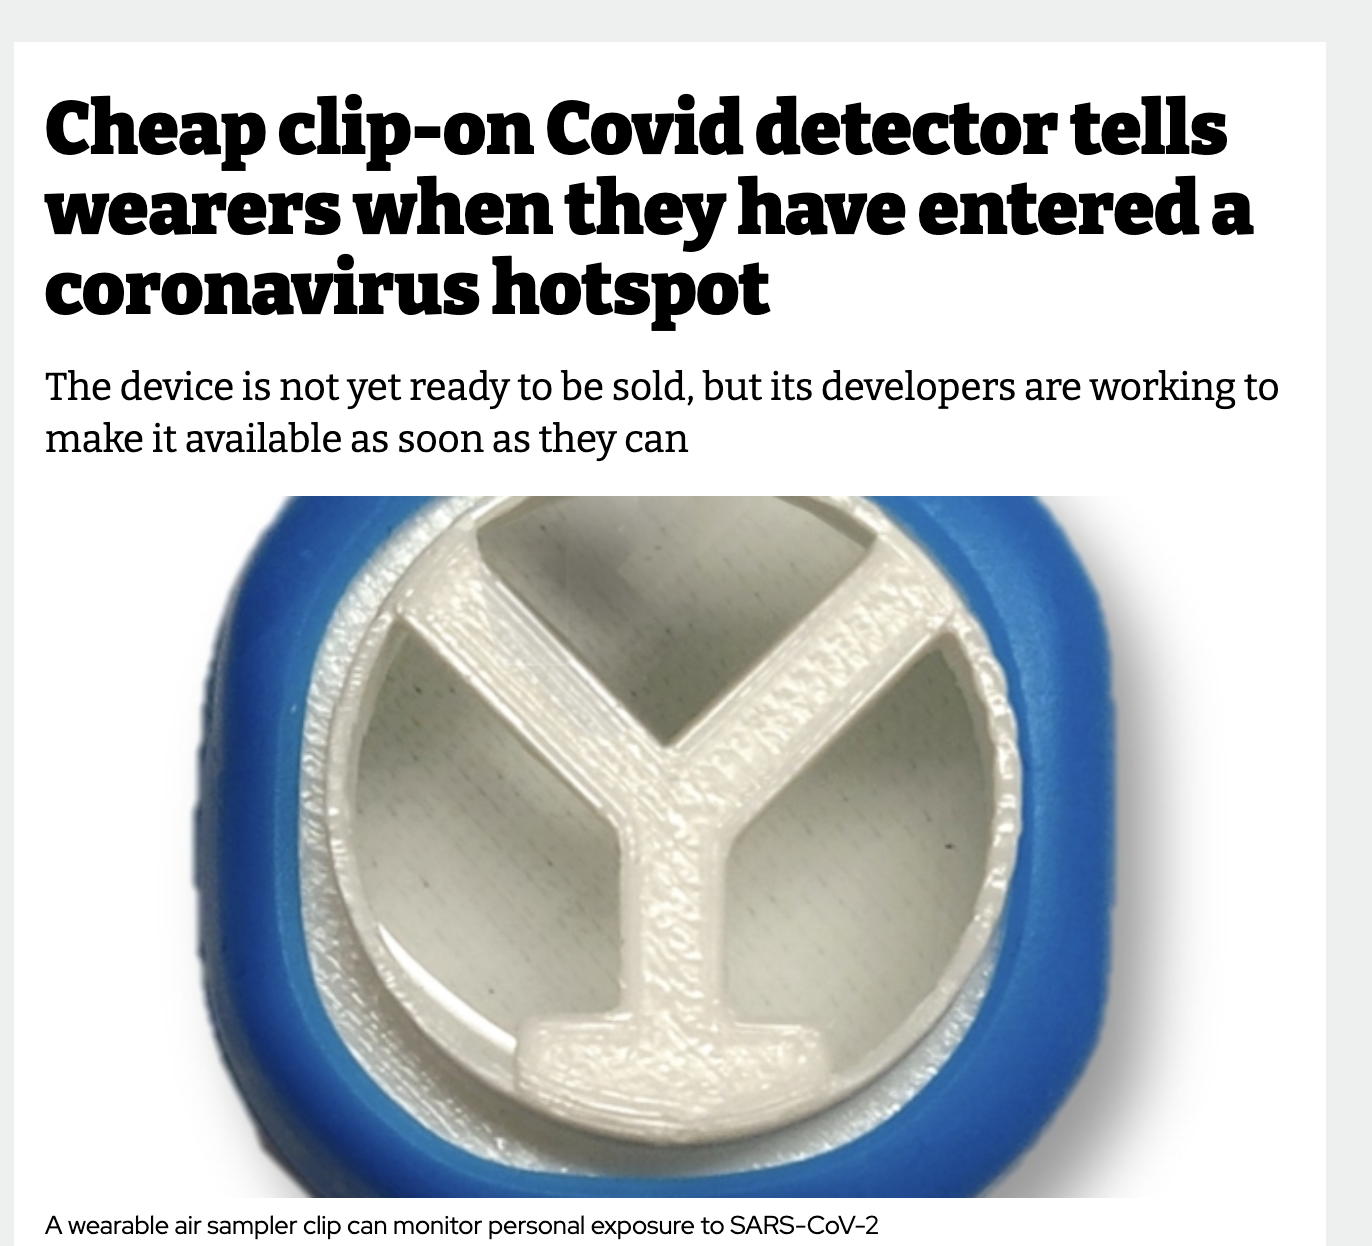 Cheap clip-on Covid detector tells
wearers when they have entered a
coronavirus hotspot
The device is not yet ready to be sold, but its developers are working to
make it available as soon as they can
A wearable air sampler clip can monitor personal exposure to SARS-CoV-2